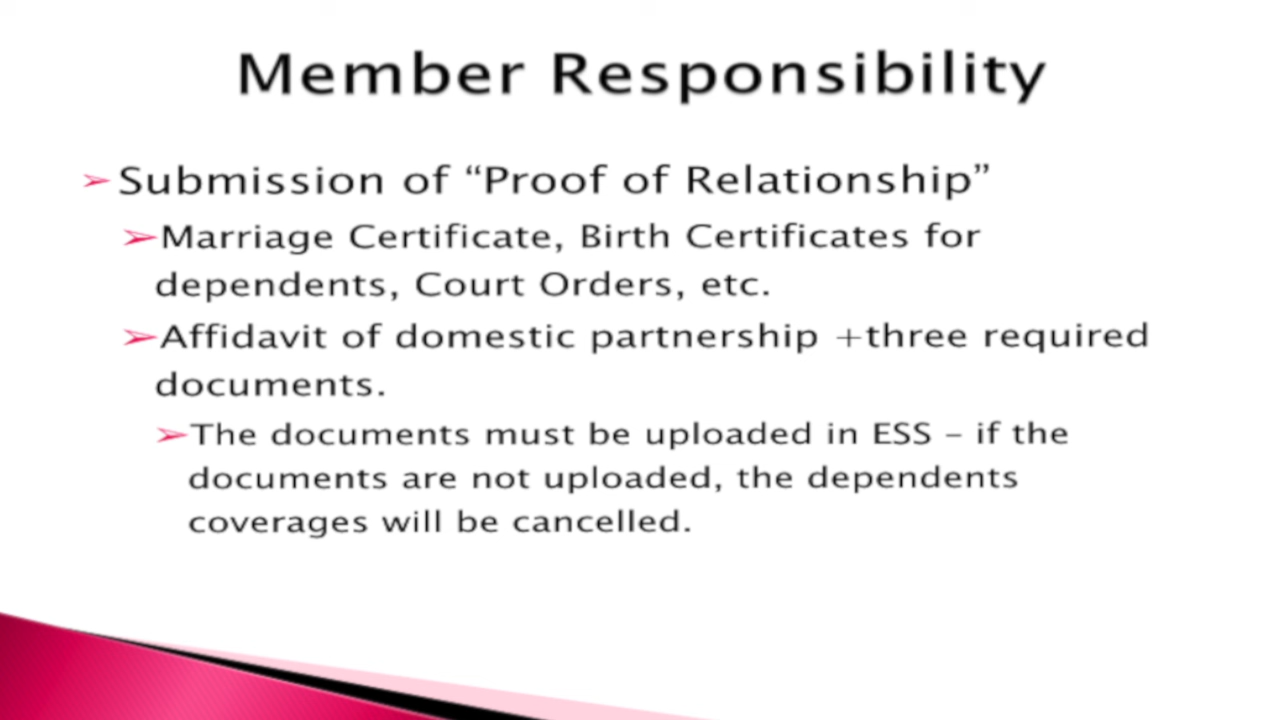 Member Responsibility
➢ Submission of “Proof of Relationship”
➢Marriage Certificate, Birth Certificates for
dependents, Court Orders, etc.
➢Affidavit of domestic partnership +three required
documents.
➢The documents must be uploaded in ESS – if the
documents are not uploaded, the dependents
coverages will be cancelled.